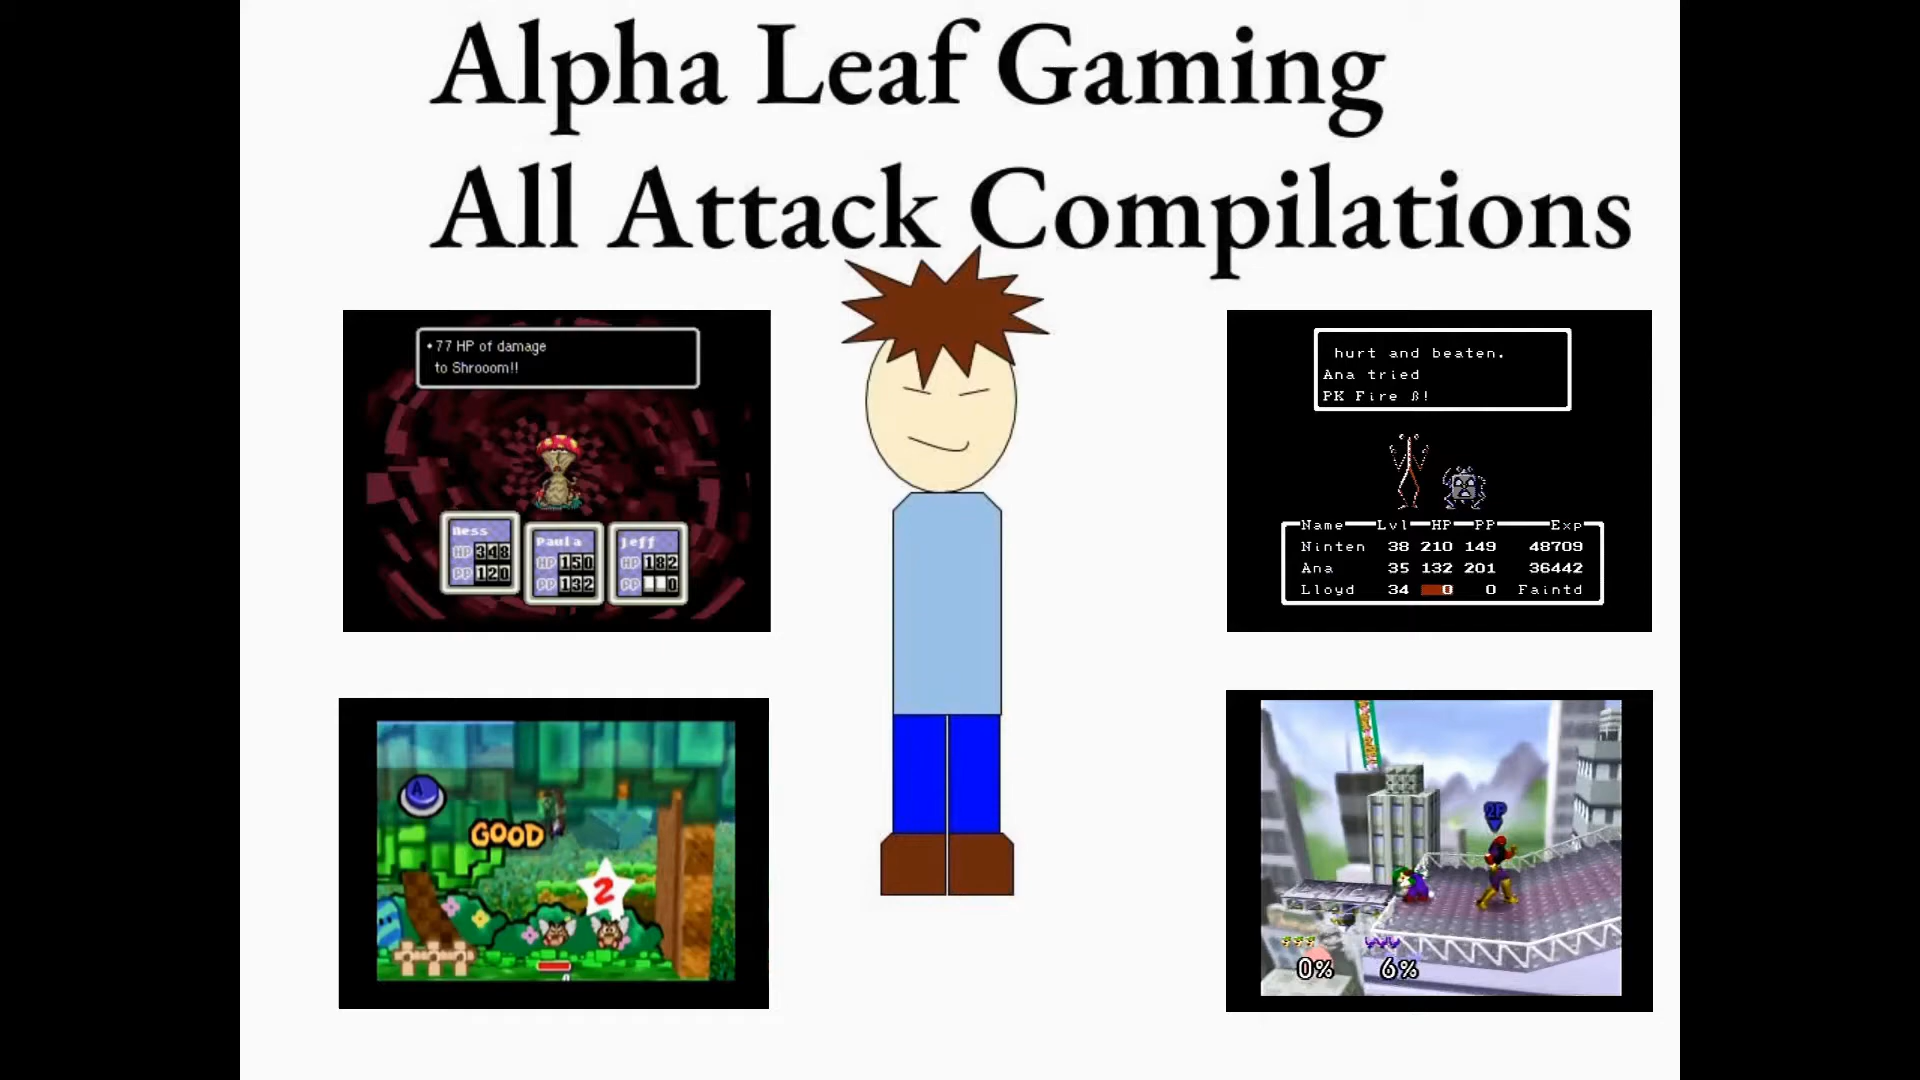 Alpha Leaf Gaming
All Attack Compilations
•77 HP of damage
to Shrooom!!
Ness
HP 348
PP 120
Paula
HP 150
PP 132
Jeff
HP 182
PP 0
hurt and beaten.
Ana tried
PK Fire ß!
Name Lvl HP PP Exp
Ninten 38 210 149 48709
Ana 35 132 201 36442
Lloyd 34 0 0 Faintd
A
GOOD
2
2P
0% 6%